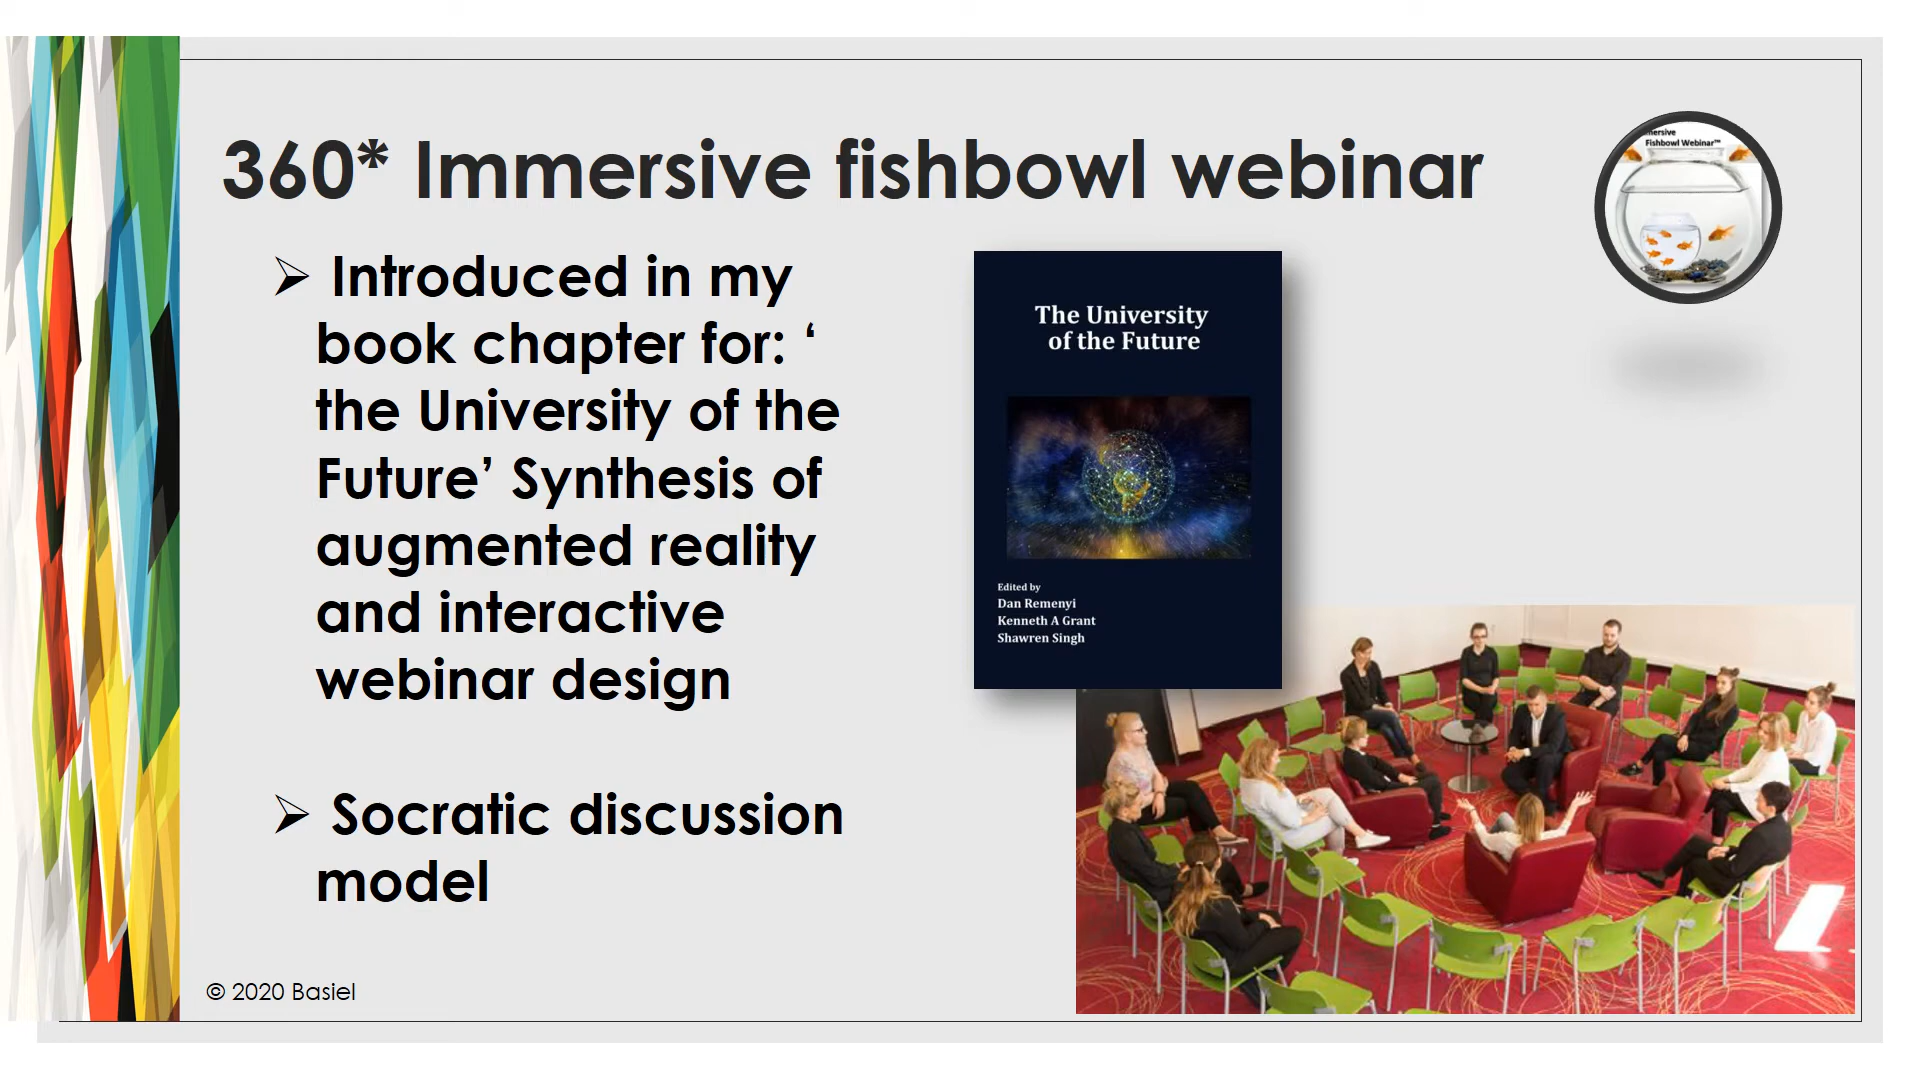 360* Immersive fishbowl webinar
➢ Introduced in my
book chapter for: ‘
the University of the
Future’ Synthesis of
augmented reality
and interactive
webinar design
➢ Socratic discussion
model
© 2020 Basiel
The University
of the Future
Edited by
Dan Remenyi
Kenneth A Grant
Shawren Singh
Fishbowl Webinar™